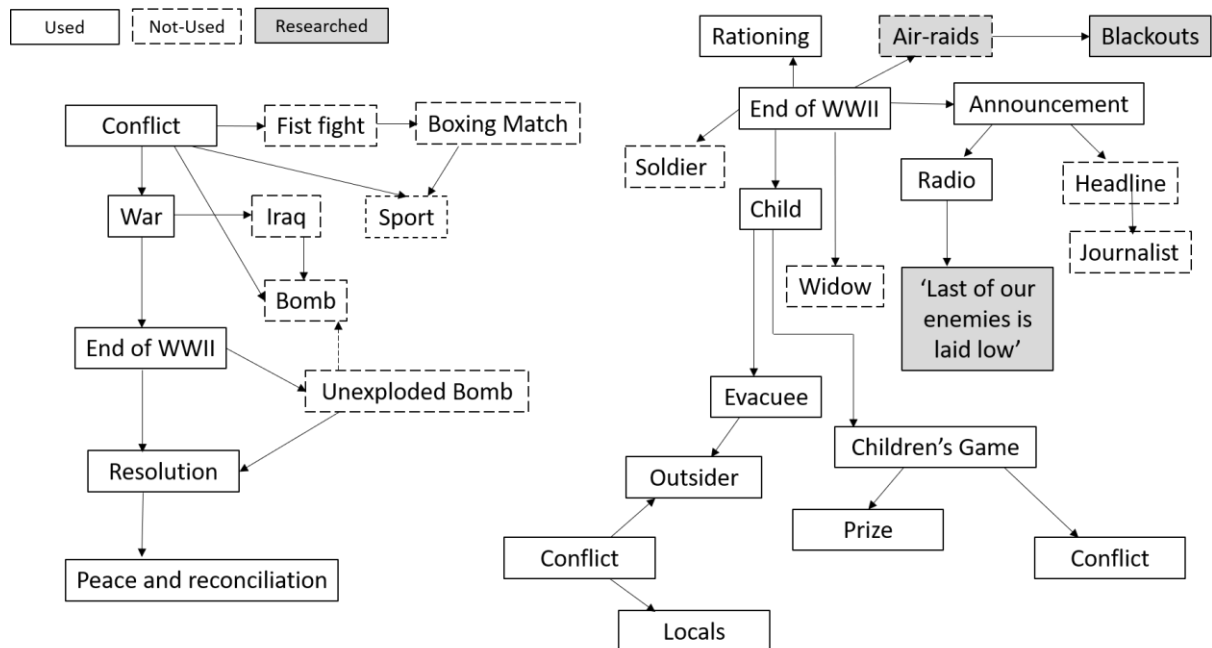 Used
Not-Used
Researched
Conflict
Fist fight
Boxing Match
War
Iraq
Sport
Bomb
End of WWII
Unexploded Bomb
Resolution
Peace and reconciliation
Rationing
Air-raids
Blackouts
End of WWII
Announcement
Soldier
Radio
Headline
Child
Journalist
Widow
‘Last of our
enemies is
laid low’
Evacuee
Children’s Game
Outsider
Prize
Conflict
Conflict
Locals